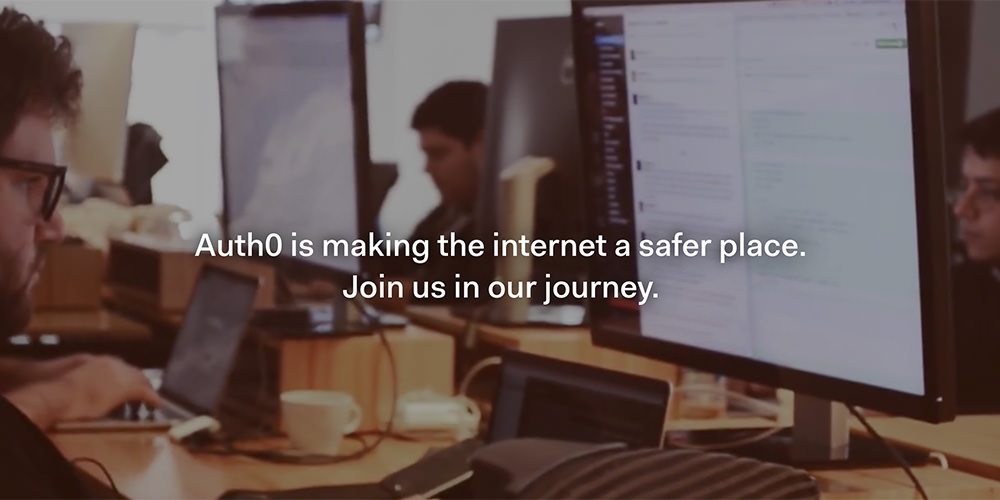 Auth0 is making the internet a safer place.
Join us in our journey.